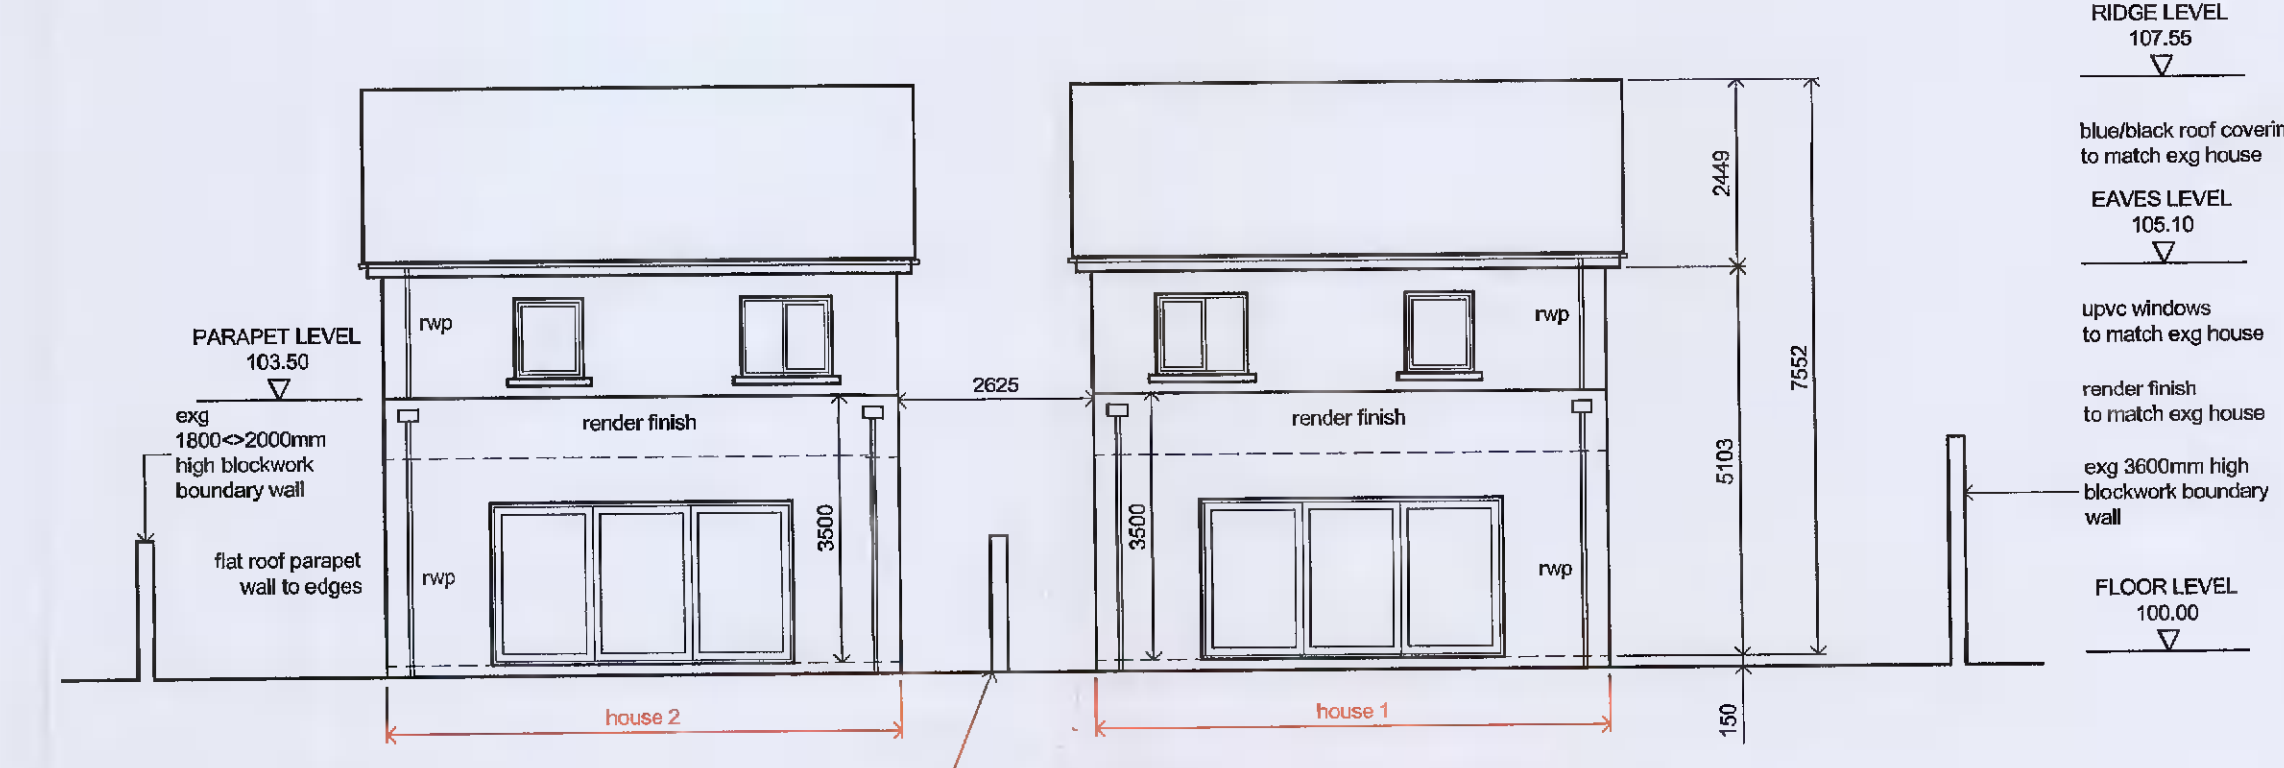 RIDGE LEVEL
107.55
blue/black roof coverin
to match exg house
EAVES LEVEL
105.10
upvc windows
to match exg house
render finish
to match exg house
exg 3600mm high
blockwork boundary
wall
FLOOR LEVEL
100.00
PARAPET LEVEL
103.50
exg
1800<>2000mm
high blockwork
boundary wall
flat roof parapet
wall to edges
rwp
render finish
3500
rwp
house 2
2625
rwp
render finish
3500
rwp
house 1
2449
7552
5103
150